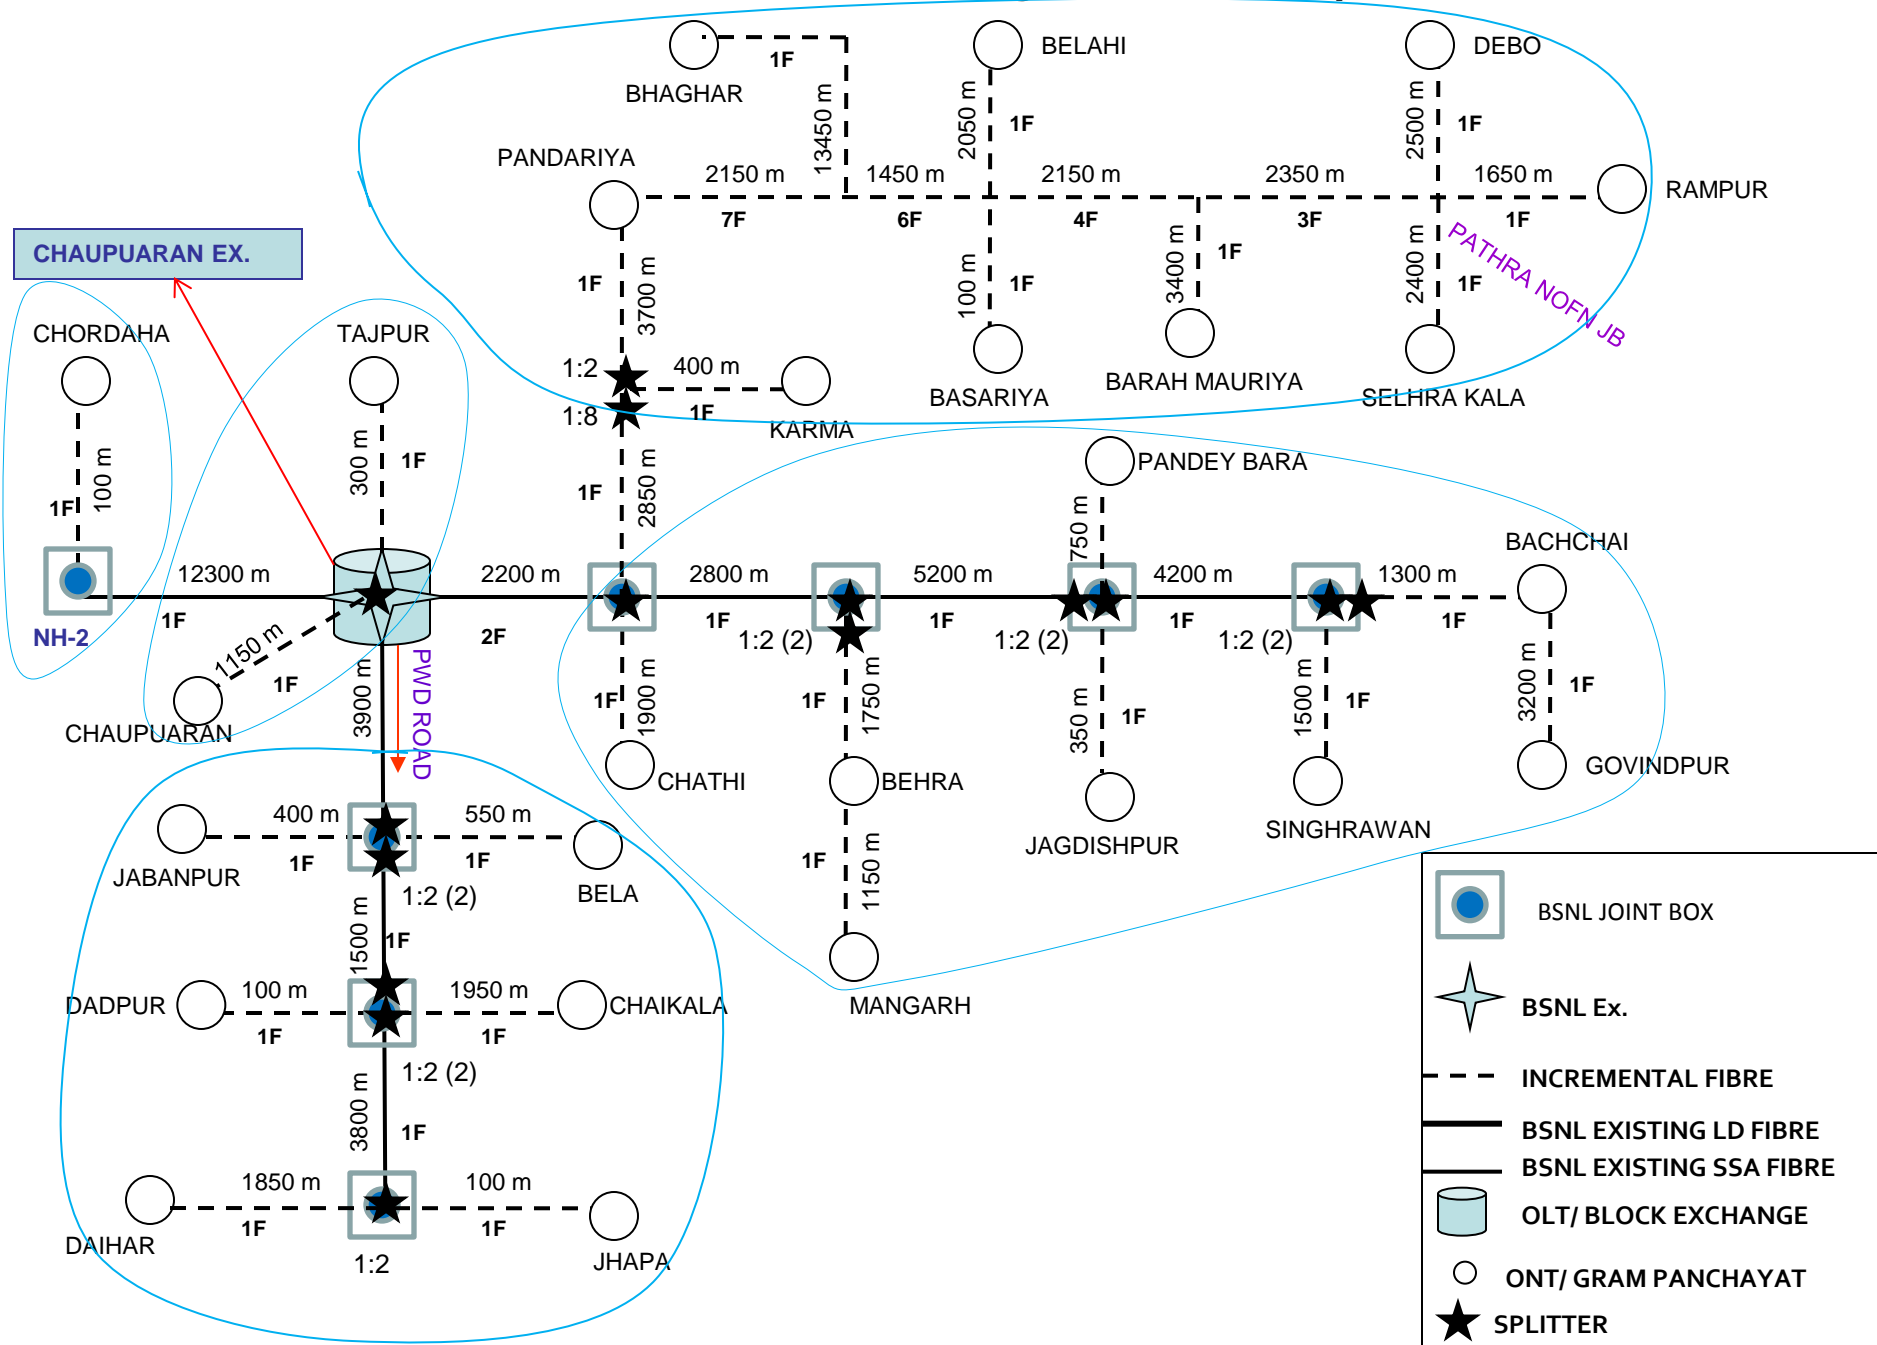 BHAGHAR
1F
13450 m
BELAHI
2050 m
1F
DEBO
2500 m
1F
PANDARIYA
2150 m
7F
1450 m
6F
2150 m
4F
2350 m
3F
1650 m
1F
RAMPUR
PATHRA NOFN JB
1F
3700 m
100 m
1F
BASARIYA
3400 m
1F
BARAH MAURIYA
2400 m
1F
SELHRA KALA
1:2
1:8
400 m
1F
KARMA
1F
2850 m
CHAUPUARAN EX.
CHORDAHA
1F
100 m
NH-2
TAJPUR
300 m
1F
12300 m
1F
1150 m
1F
CHAUPUARAN
2200 m
2F
3900 m
PWD ROAD
2800 m
1F
1F
1900 m
CHATHI
1:2 (2)
1F
1750 m
BEHRA
1F
1150 m
MANGARH
5200 m
1F
PANDEY BARA
750 m
1:2 (2)
350 m
1F
JAGDISHPUR
4200 m
1F
1:2 (2)
1500 m
1F
SINGHRAWAN
1300 m
1F
BACHCHAI
3200 m
1F
GOVINDPUR
400 m
1F
JABANPUR
550 m
1F
BELA
1:2 (2)
1500 m
1F
DADPUR
100 m
1F
1950 m
1F
CHAIKALA
1:2 (2)
3800 m
1F
1850 m
1F
DAIHAR
100 m
1F
JHAPA
1:2
BSNL JOINT BOX
BSNL Ex.
INCREMENTAL FIBRE
BSNL EXISTING LD FIBRE
BSNL EXISTING SSA FIBRE
OLT/ BLOCK EXCHANGE
ONT/ GRAM PANCHAYAT
SPLITTER